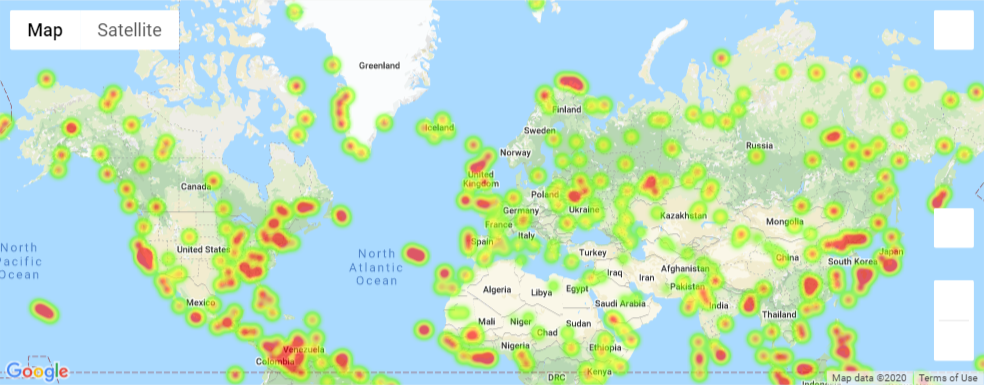 Map Satellite
Greenland
Iceland
Finland
Sweden
Norway
Russia
Canada
United
Kingdom
Poland
Germany
Ukraine
France
Kazakhstan
Mongolia
Italy
Spain
United States
Turkey
China
South Korea
Japan
North
Pacific
Ocean
North
Atlantic
Ocean
Iraq
Iran
Afghanistan
Pakistan
Algeria
Libya
Egypt
Saudi Arabia
India
Mexico
Mali
Niger
Chad
Sudan
Thailand
Nigeria
Ethiopia
Venezuela
Colombia
Kenya
DRC
Google
Map data ©2020 Terms of Use